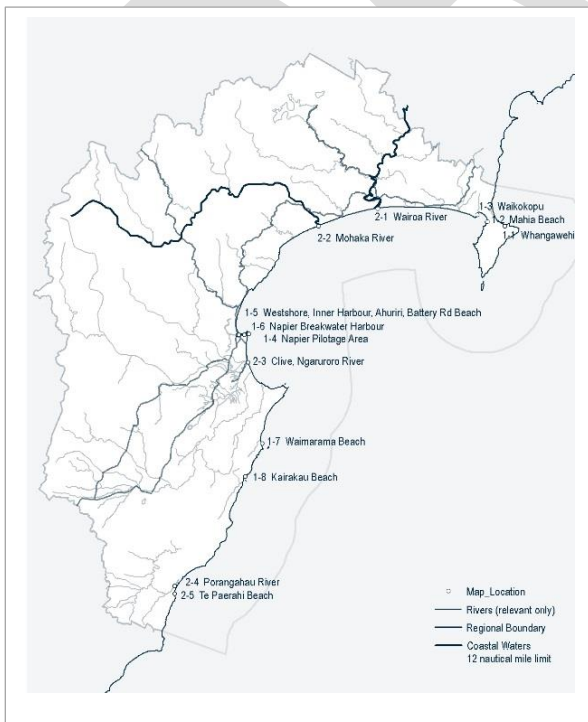 1-3 Waikokopu
1-2 Mahia Beach
1-1 Whangawehi
2-1 Wairoa River
2-2 Mohaka River
1-5 Westshore, Inner Harbour, Ahuriri, Battery Rd Beach
1-6 Napier Breakwater Harbour
1-4 Napier Pilotage Area
2-3 Clive, Ngaruroro River
1-7 Waimarama Beach
1-8 Kairakau Beach
2-4 Porangahau River
2-5 Te Paerahi Beach
Map_Location
Rivers (relevant only)
Regional Boundary
Coastal Waters
12 nautical mile limit